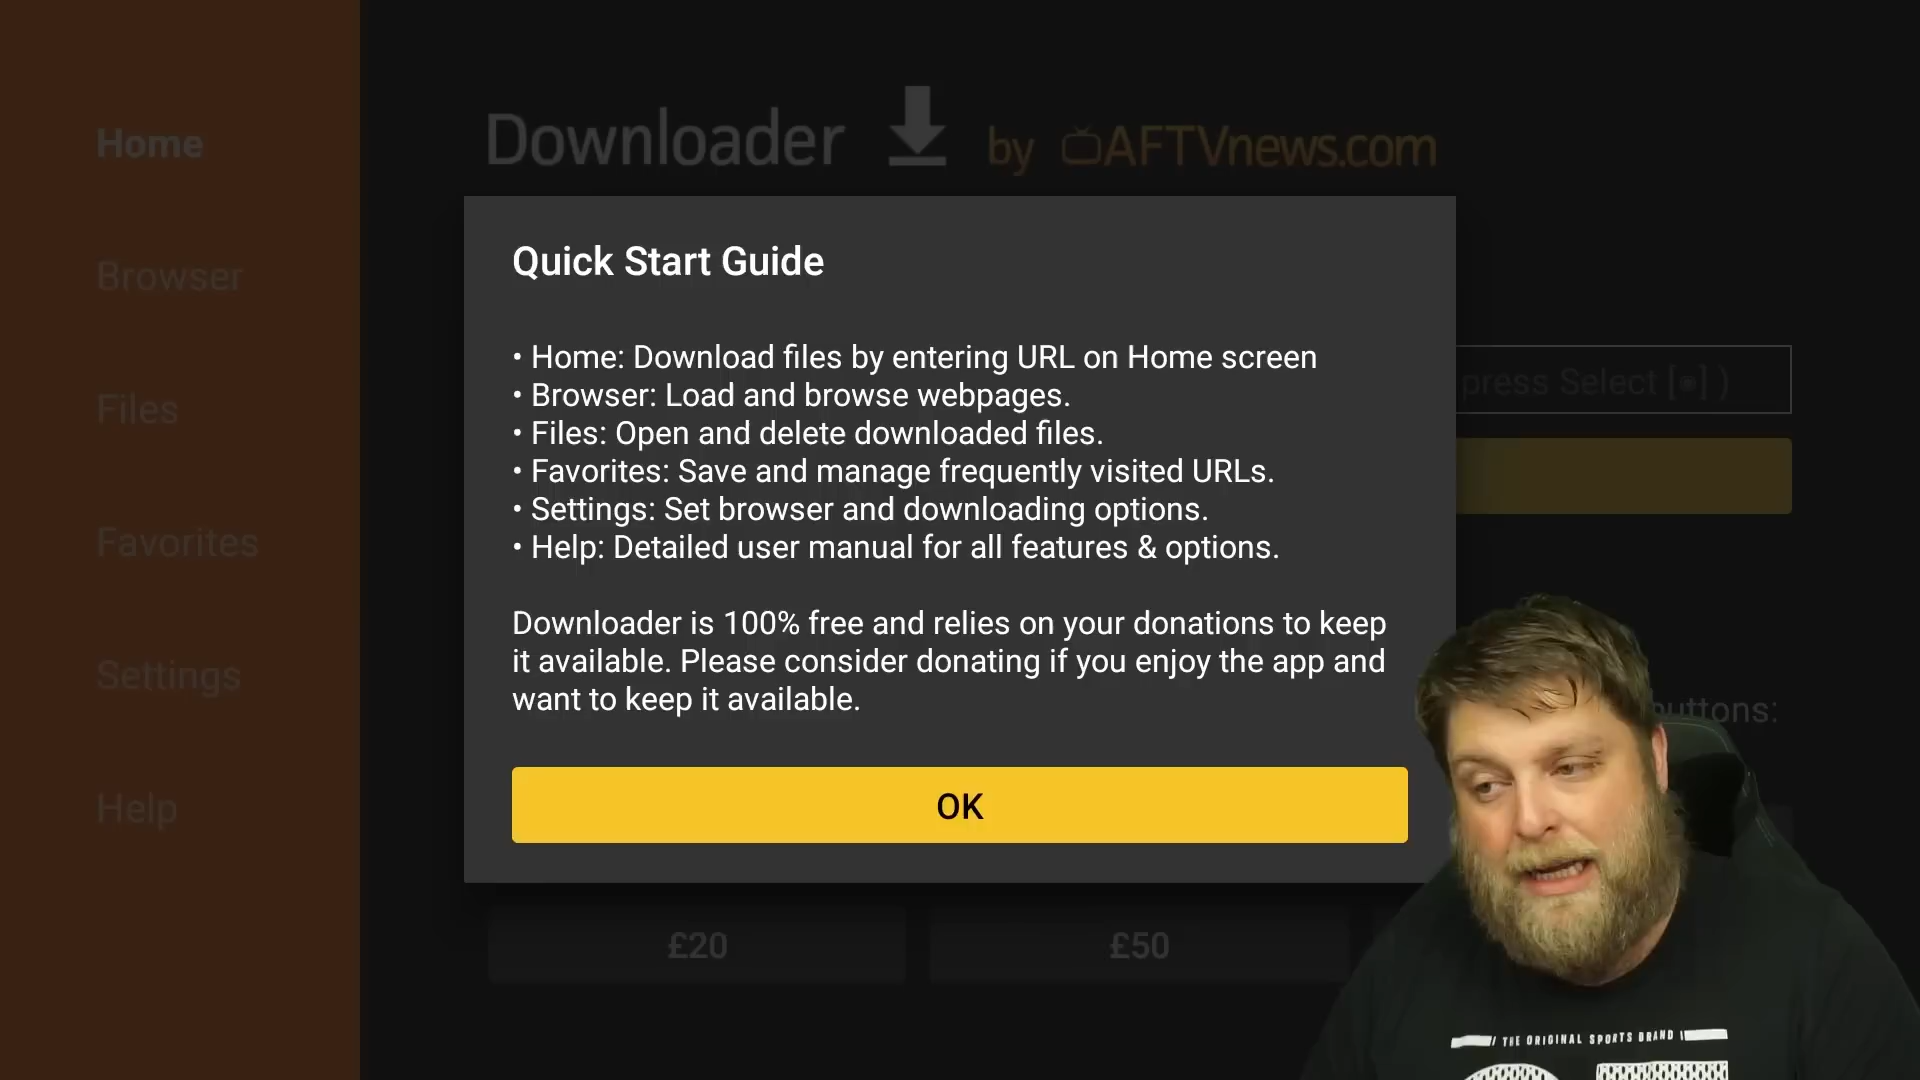 Home
Browser
Files
Favorites
Settings
Help
Downloader by AFTVnews.com
Quick Start Guide
• Home: Download files by entering URL on Home screen
• Browser: Load and browse webpages.
• Files: Open and delete downloaded files.
• Favorites: Save and manage frequently visited URLs.
• Settings: Set browser and downloading options.
• Help: Detailed user manual for all features & options.
Downloader is 100% free and relies on your donations to keep
it available. Please consider donating if you enjoy the app and
want to keep it available.
OK
press Select [◉] )
buttons:
£20
£50
THE ORIGINAL SPORTS BRAND